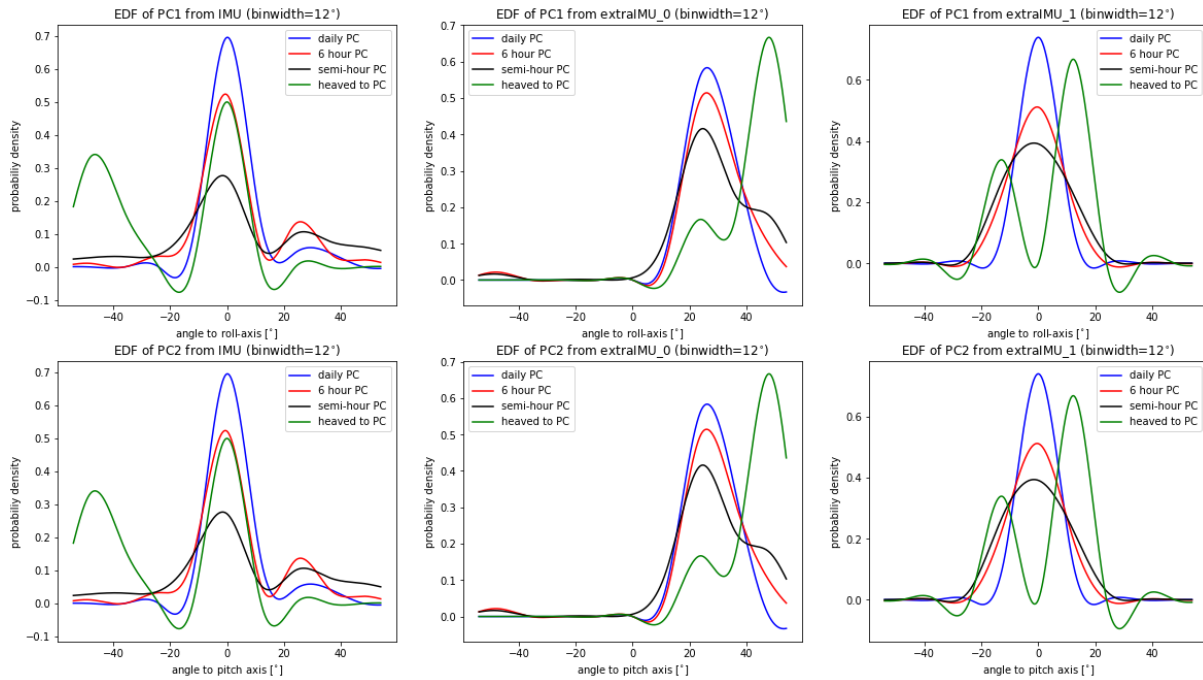 EDF of PC1 from IMU (binwidth=12°)
probabiliy density
0.7
0.6
0.5
0.4
0.3
0.2
0.1
0.0
−0.1
daily PC
6 hour PC
semi-hour PC
heaved to PC
−40 −20 0 20 40
angle to roll-axis [°]
EDF of PC1 from extraIMU_0 (binwidth=12°)
probabiliy density
0.7
0.6
0.5
0.4
0.3
0.2
0.1
0.0
daily PC
6 hour PC
semi-hour PC
heaved to PC
−40 −20 0 20 40
angle to roll-axis [°]
EDF of PC1 from extraIMU_1 (binwidth=12°)
probabiliy density
0.6
0.4
0.2
0.0
daily PC
6 hour PC
semi-hour PC
heaved to PC
−40 −20 0 20 40
angle to roll-axis [°]
EDF of PC2 from IMU (binwidth=12°)
probabiliy density
0.7
0.6
0.5
0.4
0.3
0.2
0.1
0.0
−0.1
daily PC
6 hour PC
semi-hour PC
heaved to PC
−40 −20 0 20 40
angle to pitch axis [°]
EDF of PC2 from extraIMU_0 (binwidth=12°)
probabiliy density
0.7
0.6
0.5
0.4
0.3
0.2
0.1
0.0
daily PC
6 hour PC
semi-hour PC
heaved to PC
−40 −20 0 20 40
angle to pitch axis [°]
EDF of PC2 from extraIMU_1 (binwidth=12°)
probabiliy density
0.6
0.4
0.2
0.0
daily PC
6 hour PC
semi-hour PC
heaved to PC
−40 −20 0 20 40
angle to pitch axis [°]